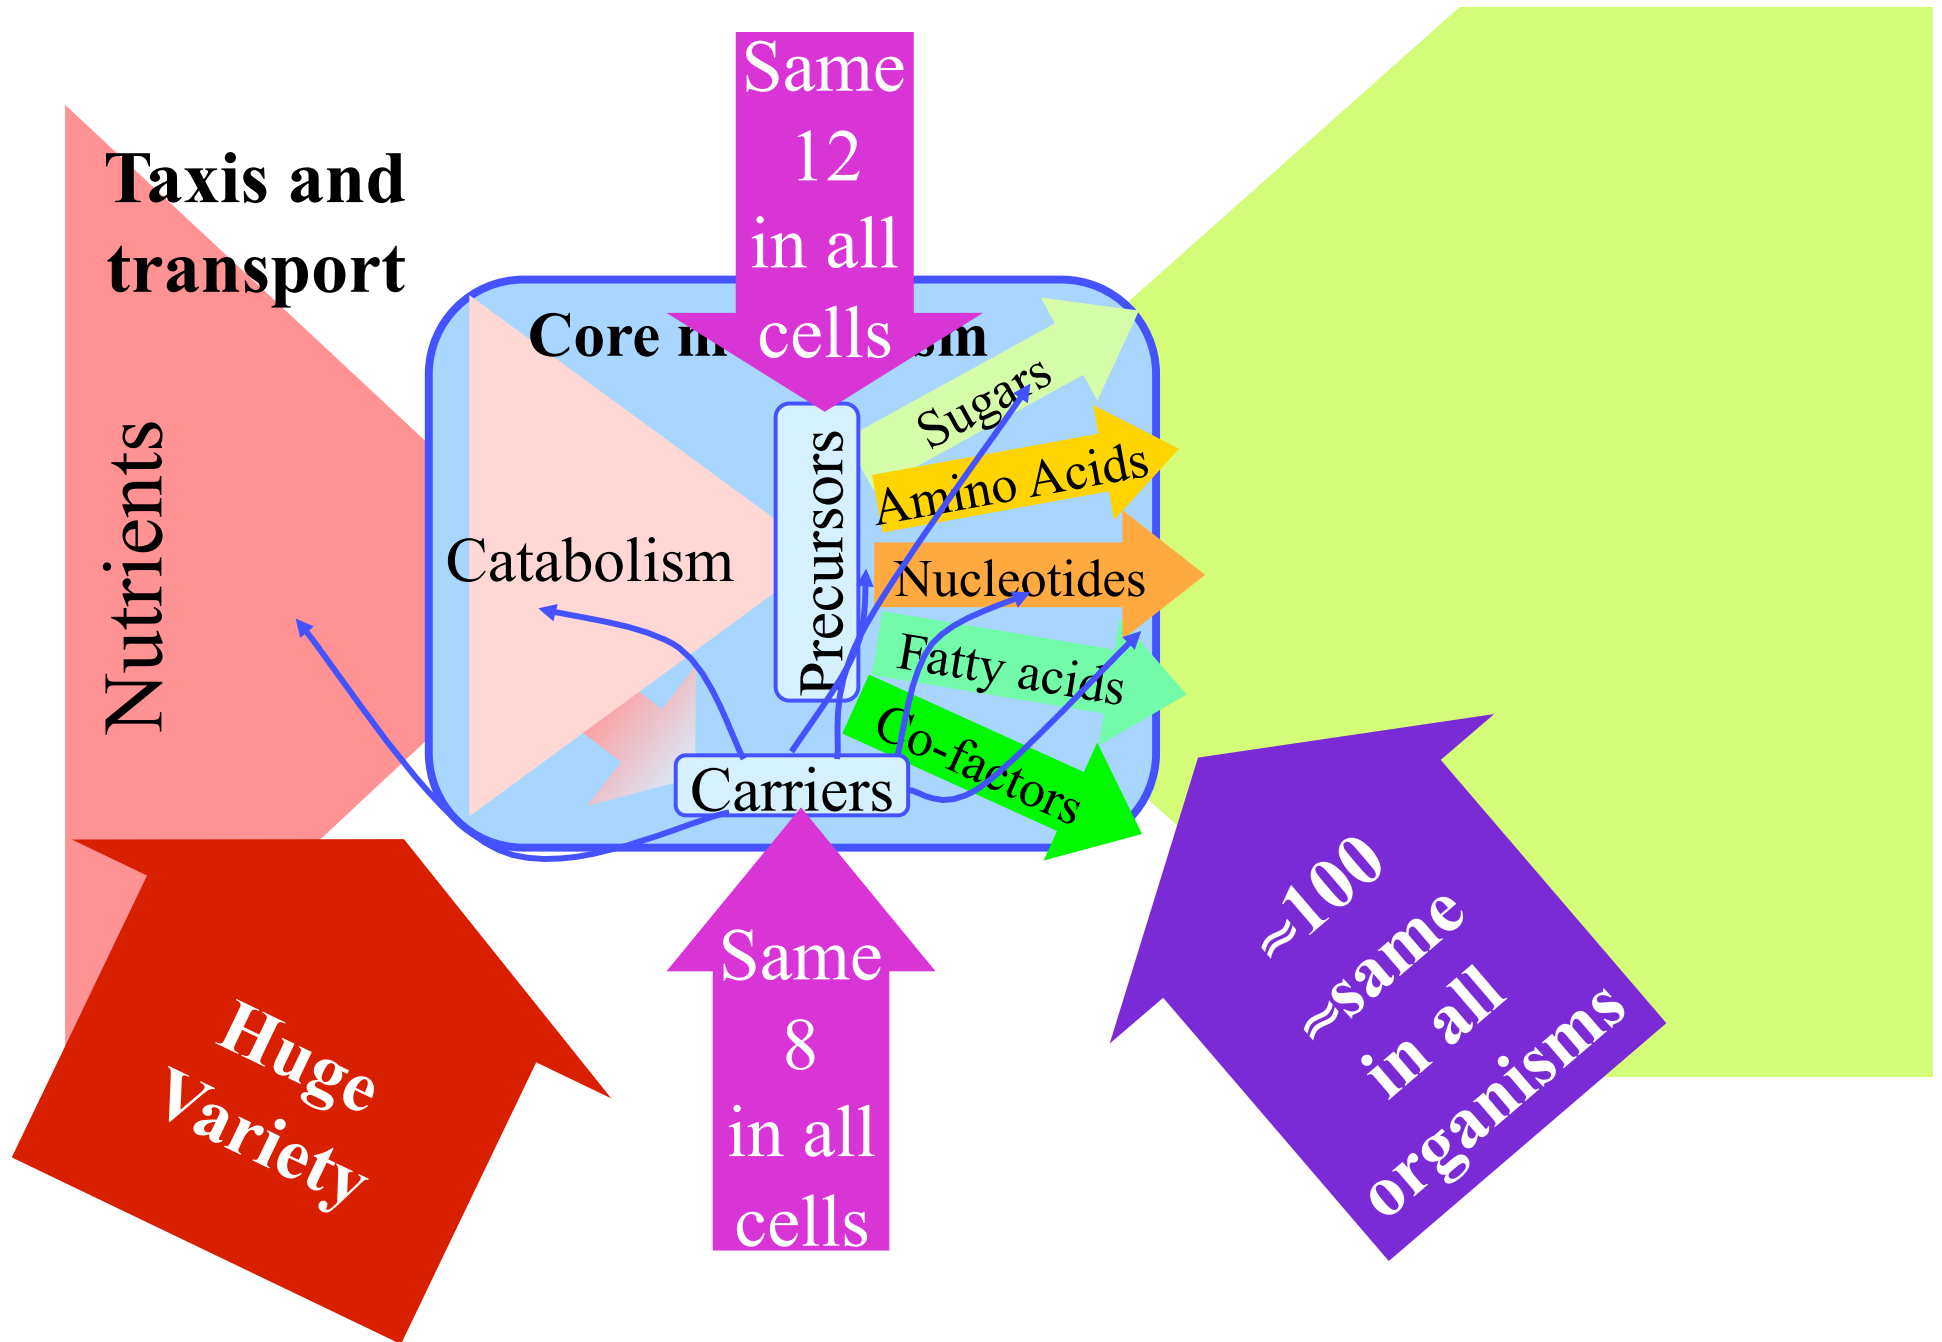 Same
12
in all
cells
Taxis and
transport
Core m sm
Nutrients
Catabolism
Precursors
Sugars
Amino Acids
Nucleotides
Fatty acids
Co-factors
Carriers
Huge
Variety
Same
8
in all
cells
≈100
≈same
in all
organisms